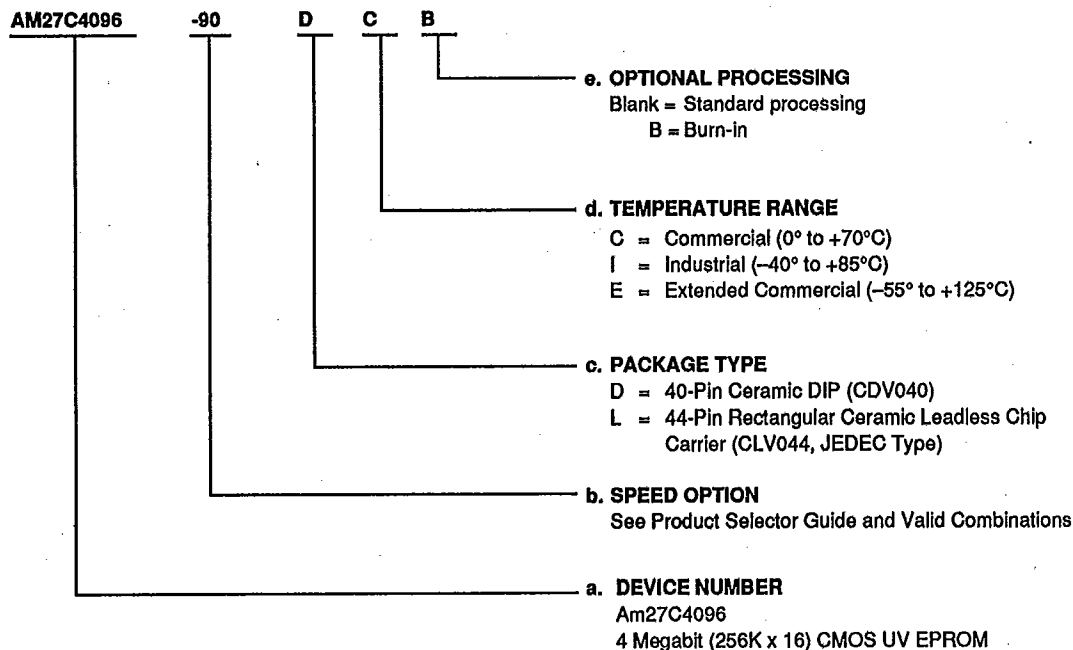 AM27C4096 -90 D C B
e. OPTIONAL PROCESSING
Blank = Standard processing
B = Burn-in
d. TEMPERATURE RANGE
C = Commercial (0° to +70°C)
I = Industrial (–40° to +85°C)
E = Extended Commercial (–55° to +125°C)
c. PACKAGE TYPE
D = 40-Pin Ceramic DIP (CDV040)
L = 44-Pin Rectangular Ceramic Leadless Chip
Carrier (CLV044, JEDEC Type)
b. SPEED OPTION
See Product Selector Guide and Valid Combinations
a. DEVICE NUMBER
Am27C4096
4 Megabit (256K x 16) CMOS UV EPROM